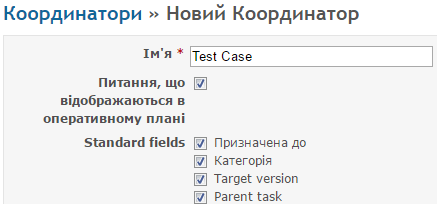 Координатори » Новий Координатор
Ім'я * Test Case
Питання, що
відображаються в
оперативному плані
Standard fields Призначена до
Категорія
Target version
Parent task